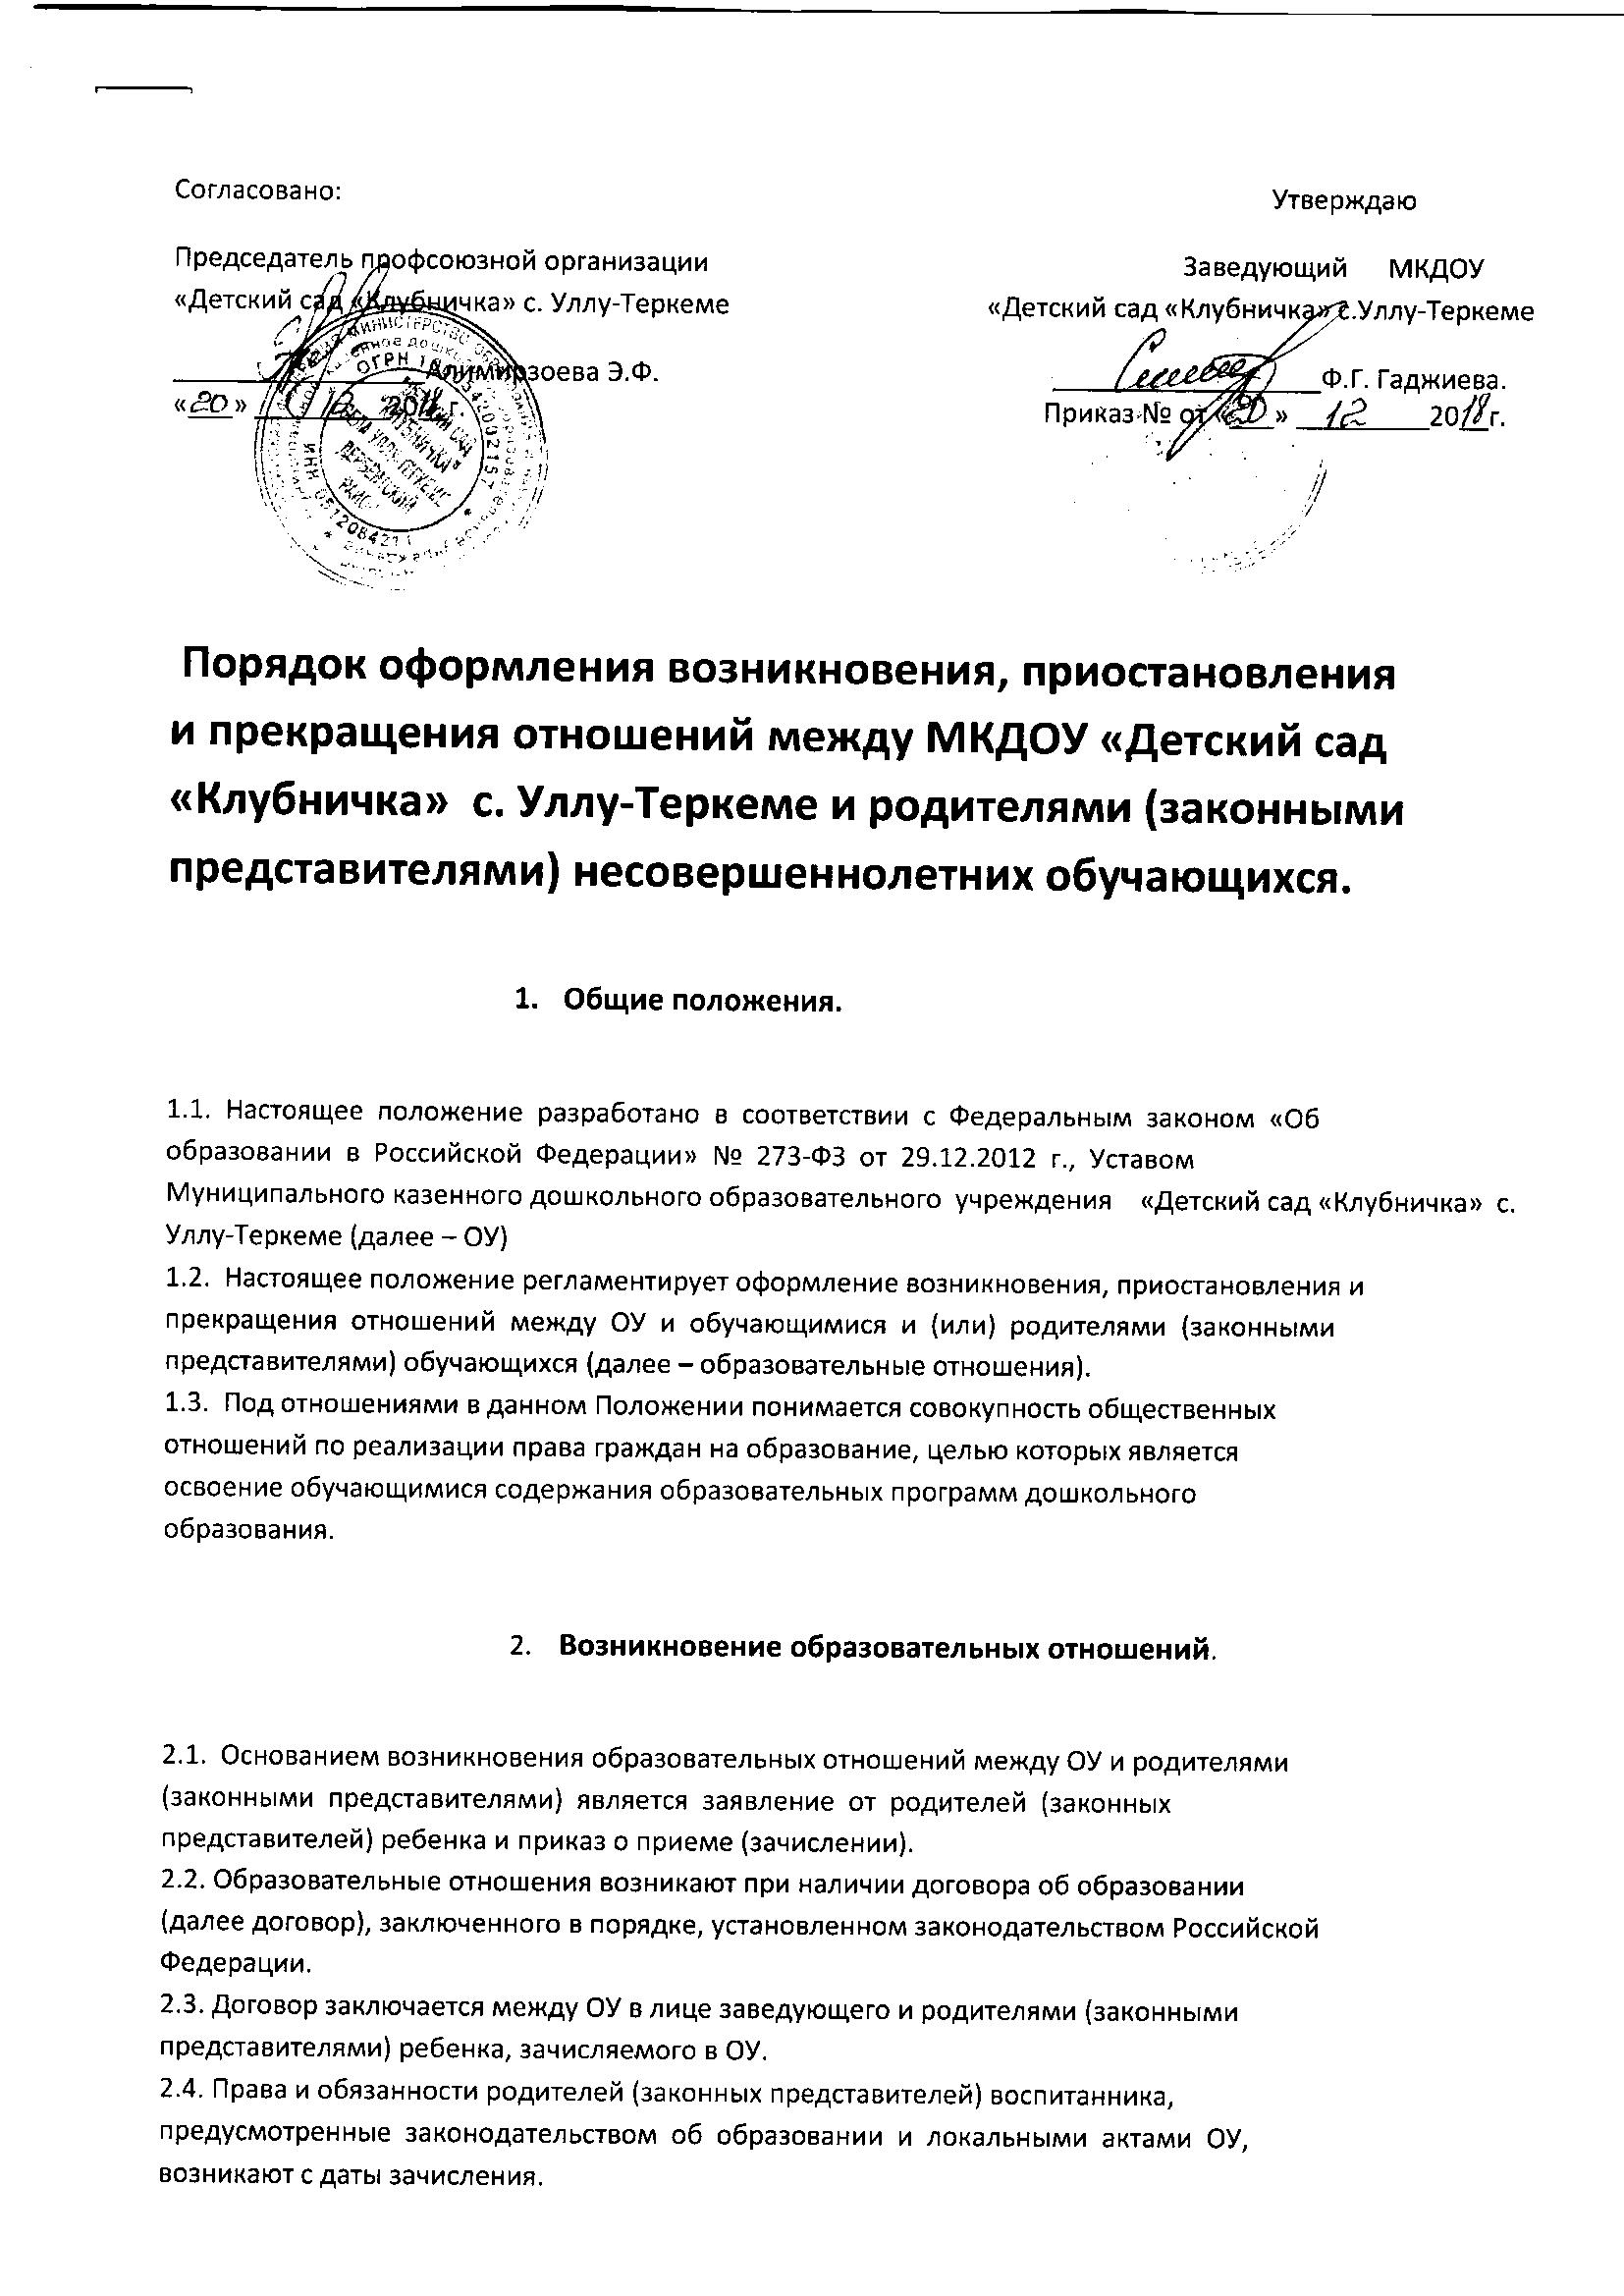 Согласовано:
Утверждаю
Председатель профсоюзной организации
«Детский сад «Клубничка» с. Уллу-Теркеме
Алимирзоева Э.Ф.
«20» 12 2018 г.
Заведующий МКДОУ
«Детский сад «Клубничка» с.Уллу-Теркеме
Ф.Г. Гаджиева.
Приказ № от «20» 12 2018г.
ОГРН
ИНН
Порядок оформления возникновения, приостановления
и прекращения отношений между МКДОУ «Детский сад
«Клубничка» с. Уллу-Теркеме и родителями (законными
представителями) несовершеннолетних обучающихся.
1. Общие положения.
1.1. Настоящее положение разработано в соответствии с Федеральным законом «Об
образовании в Российской Федерации» № 273-ФЗ от 29.12.2012 г., Уставом
Муниципального казенного дошкольного образовательного учреждения «Детский сад «Клубничка» с.
Уллу-Теркеме (далее – ОУ)
1.2. Настоящее положение регламентирует оформление возникновения, приостановления и
прекращения отношений между ОУ и обучающимися и (или) родителями (законными
представителями) обучающихся (далее – образовательные отношения).
1.3. Под отношениями в данном Положении понимается совокупность общественных
отношений по реализации права граждан на образование, целью которых является
освоение обучающимися содержания образовательных программ дошкольного
образования.
2. Возникновение образовательных отношений.
2.1. Основанием возникновения образовательных отношений между ОУ и родителями
(законными представителями) является заявление от родителей (законных
представителей) ребенка и приказ о приеме (зачислении).
2.2. Образовательные отношения возникают при наличии договора об образовании
(далее договор), заключенного в порядке, установленном законодательством Российской
Федерации.
2.3. Договор заключается между ОУ в лице заведующего и родителями (законными
представителями) ребенка, зачисляемого в ОУ.
2.4. Права и обязанности родителей (законных представителей) воспитанника,
предусмотренные законодательством об образовании и локальными актами ОУ,
возникают с даты зачисления.